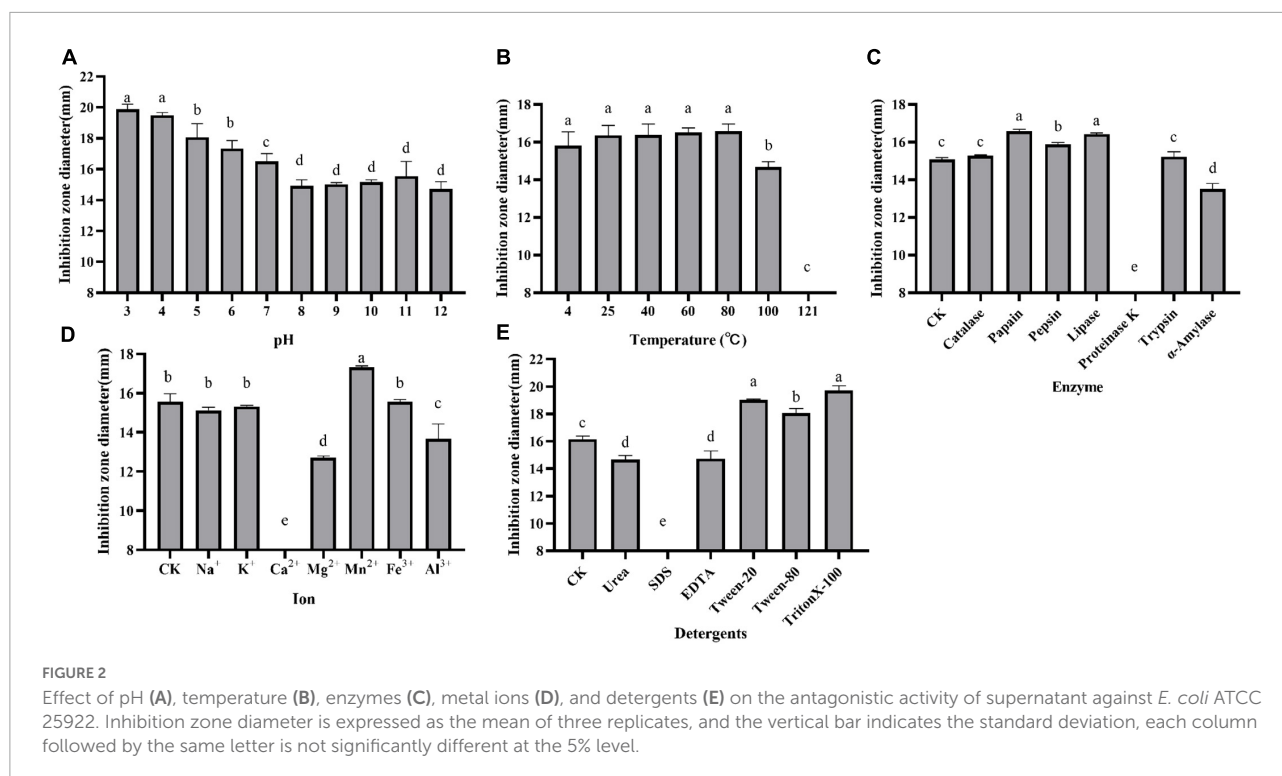 A
Inhibition zone diameter(mm)
22
20
18
16
14
12
10
8
a a b b c d d d d d
3 4 5 6 7 8 9 10 11 12
pH
B
Inhibition zone diameter(mm)
18
16
14
12
10
8
a a a a a b c
4 25 40 60 80 100 121
Temperature (°C)
C
Inhibition zone diameter(mm)
20
18
16
14
12
10
8
c c a b a e c d
CK Catalase Papain Pepsin Lipase Proteinase K Trypsin α-Amylase
Enzyme
D
Inhibition zone diameter(mm)
18
16
14
12
10
8
b b b e d a b c
CK Na⁺ K⁺ Ca²⁺ Mg²⁺ Mn²⁺ Fe³⁺ Al³⁺
Ion
E
Inhibition zone diameter(mm)
22
20
18
16
14
12
10
8
c d e d a b a
CK Urea SDS EDTA Tween-20 Tween-80 TritonX-100
Detergents
FIGURE 2
Effect of pH (A), temperature (B), enzymes (C), metal ions (D), and detergents (E) on the antagonistic activity of supernatant against E. coli ATCC
25922. Inhibition zone diameter is expressed as the mean of three replicates, and the vertical bar indicates the standard deviation, each column
followed by the same letter is not significantly different at the 5% level.